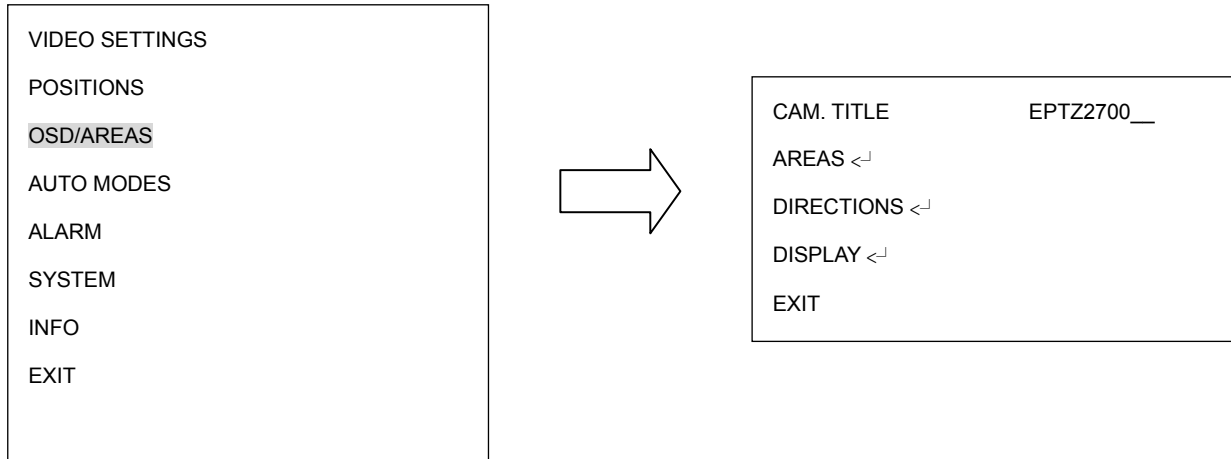 VIDEO SETTINGS
POSITIONS
OSD/AREAS
AUTO MODES
ALARM
SYSTEM
INFO
EXIT
CAM. TITLE EPTZ2700__
AREAS <┘
DIRECTIONS <┘
DISPLAY <┘
EXIT